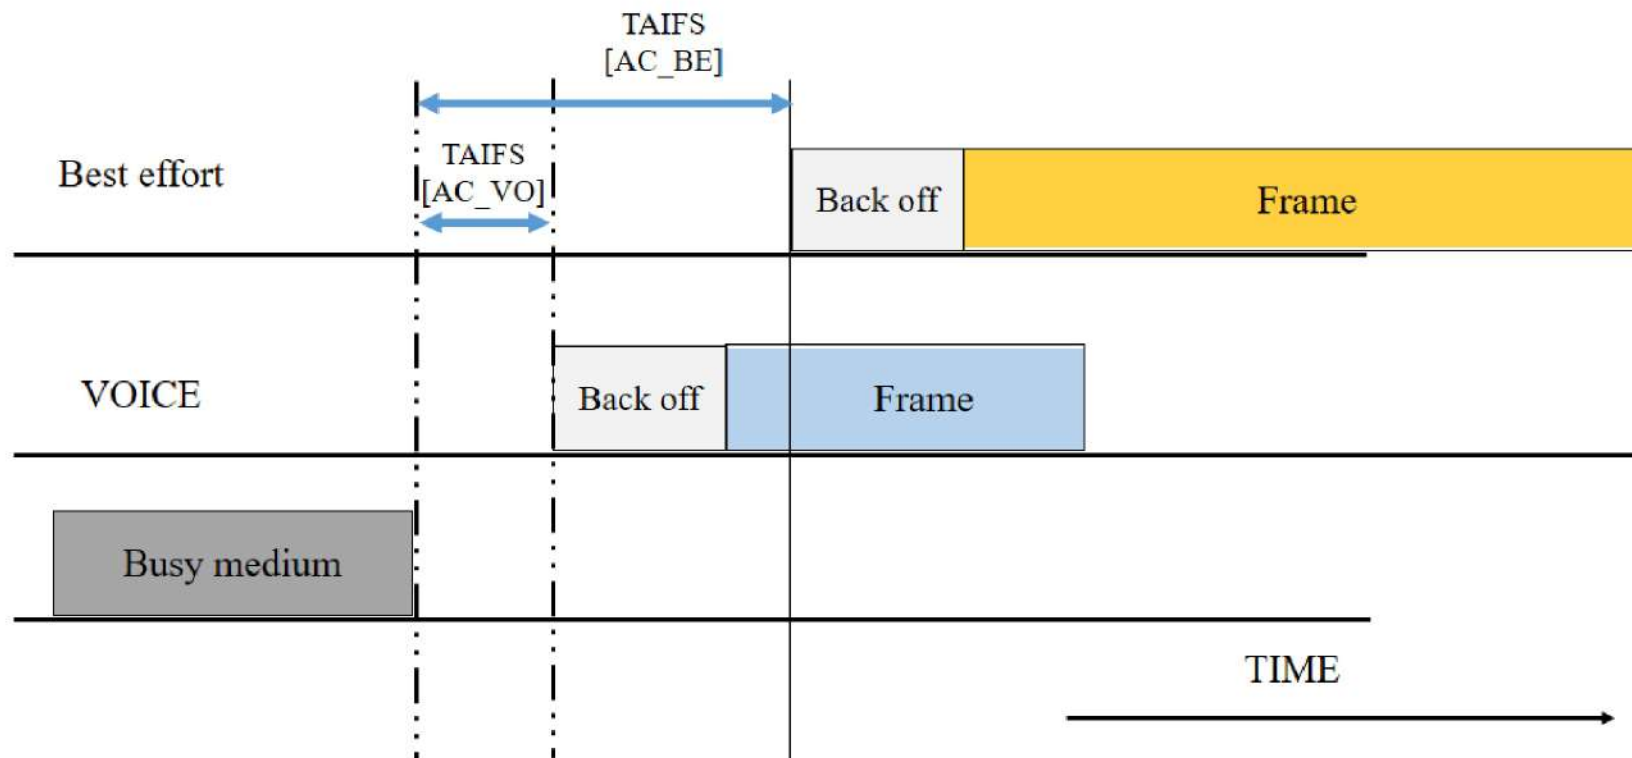 TAIFS
[AC_BE]
TAIFS
[AC_VO]
Best effort
Back off
Frame
VOICE
Back off
Frame
Busy medium
TIME